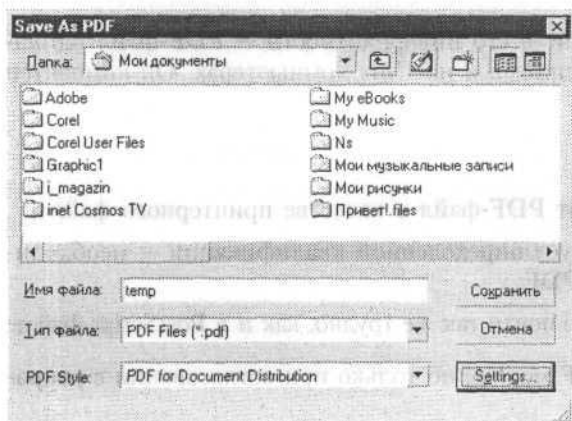 Save As PDF
Папка: Мои документы
Adobe
Corel
Corel User Files
Graphic1
i_magazin
inet Cosmos TV
My eBooks
My Music
Ns
Мои музыкальные записи
Мои рисунки
Привет!.files
Имя файла: temp Сохранить
Тип файла: PDF Files (*.pdf) Отмена
PDF Style: PDF for Document Distribution Settings...